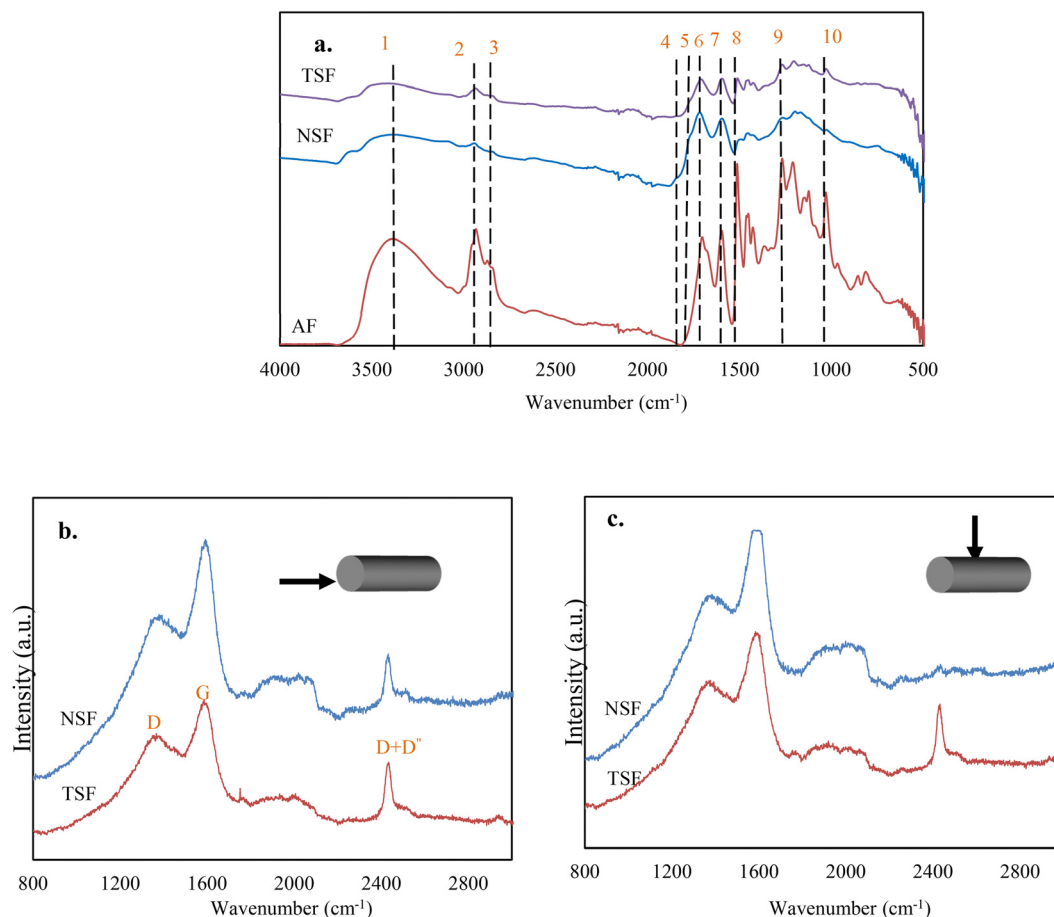 a.
1 2 3 4 5 6 7 8 9 10
TSF
NSF
AF
4000 3500 3000 2500 2000 1500 1000 500
Wavenumber (cm-1)
b.
Intensity (a.u.)
NSF
G
D
D+D"
TSF
800 1200 1600 2000 2400 2800
Wavenumber (cm-1)
c.
Intensity (a.u.)
NSF
TSF
800 1200 1600 2000 2400 2800
Wavenumber (cm-1)